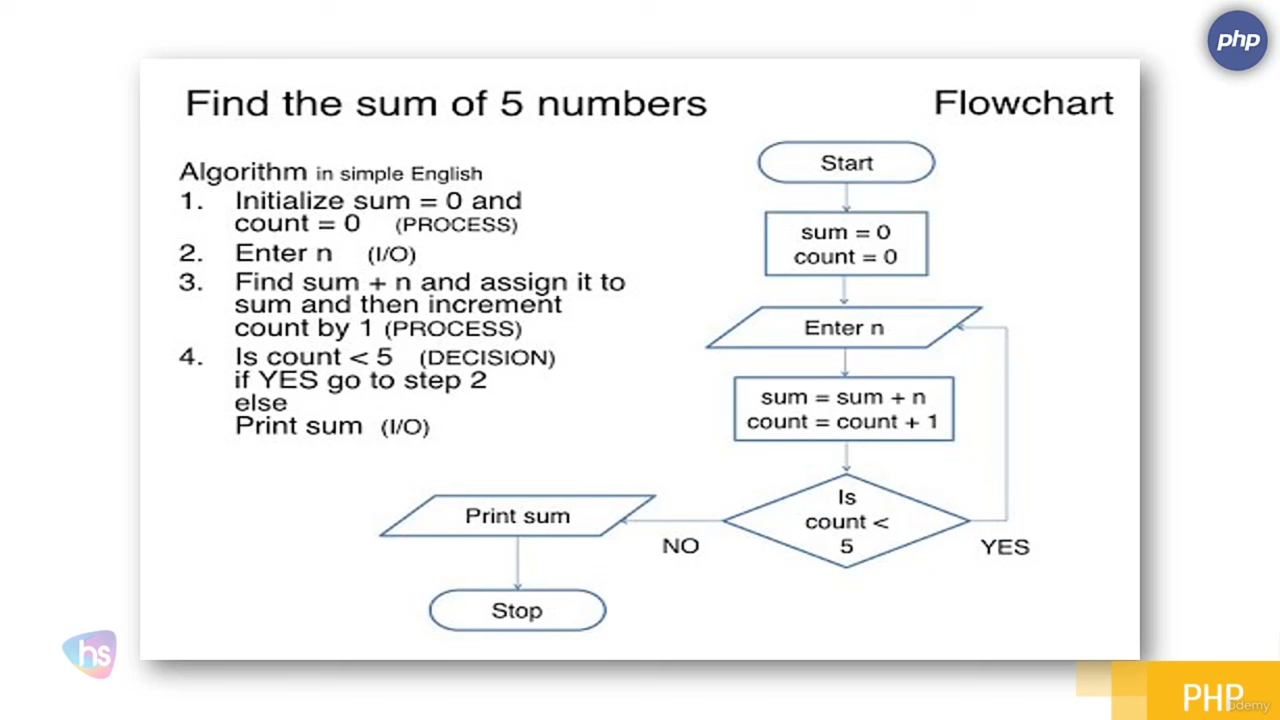 php
Find the sum of 5 numbers
Flowchart
Algorithm in simple English
1. Initialize sum = 0 and
count = 0 (PROCESS)
2. Enter n (I/O)
3. Find sum + n and assign it to
sum and then increment
count by 1 (PROCESS)
4. Is count < 5 (DECISION)
if YES go to step 2
else
Print sum (I/O)
Start
sum = 0
count = 0
Enter n
sum = sum + n
count = count + 1
Is
count <
5
YES
NO
Print sum
Stop
hs
PHP
udemy